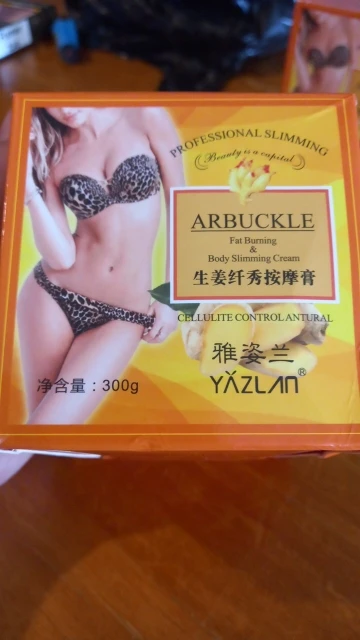 PROFESSIONAL SLIMMING
Beauty is a capital
ARBUCKLE
Fat Burning
&
Body Slimming Cream
生姜纤秀按摩膏
CELLULITE CONTROL ANTURAL
雅姿兰
YAZLAN®
净含量：300g